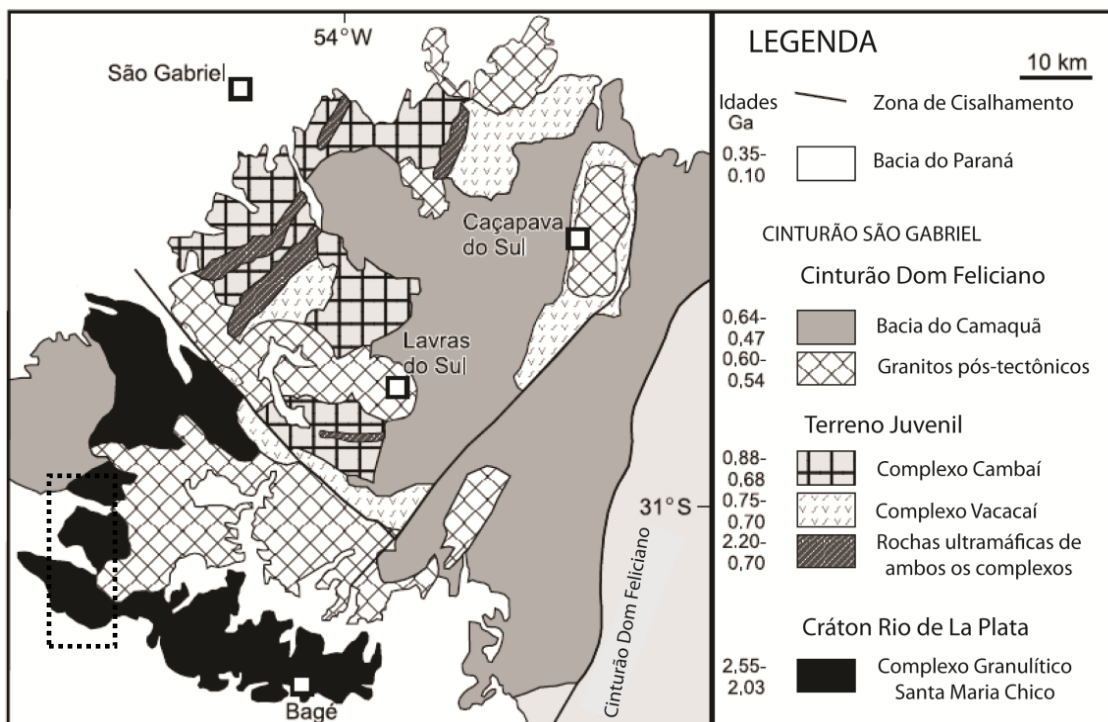 54°W
São Gabriel
Caçapava
do Sul
Lavras
do Sul
31°S
Cinturão Dom Feliciano
Bagé
LEGENDA
10 km
Idades
Ga
Zona de Cisalhamento
0.35-
0.10
Bacia do Paraná
CINTURÃO SÃO GABRIEL
Cinturão Dom Feliciano
0,64-
0,47
Bacia do Camaquã
0,60-
0,54
Granitos pós-tectônicos
Terreno Juvenil
0,88-
0,68
Complexo Cambaí
0,75-
0,70
Complexo Vacacaí
2,20-
0,70
Rochas ultramáficas de
ambos os complexos
Cráton Rio de La Plata
2,55-
2,03
Complexo Granulítico
Santa Maria Chico